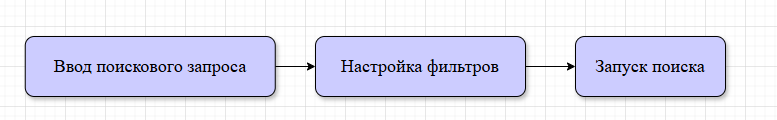 Ввод поискового запроса
Настройка фильтров
Запуск поиска